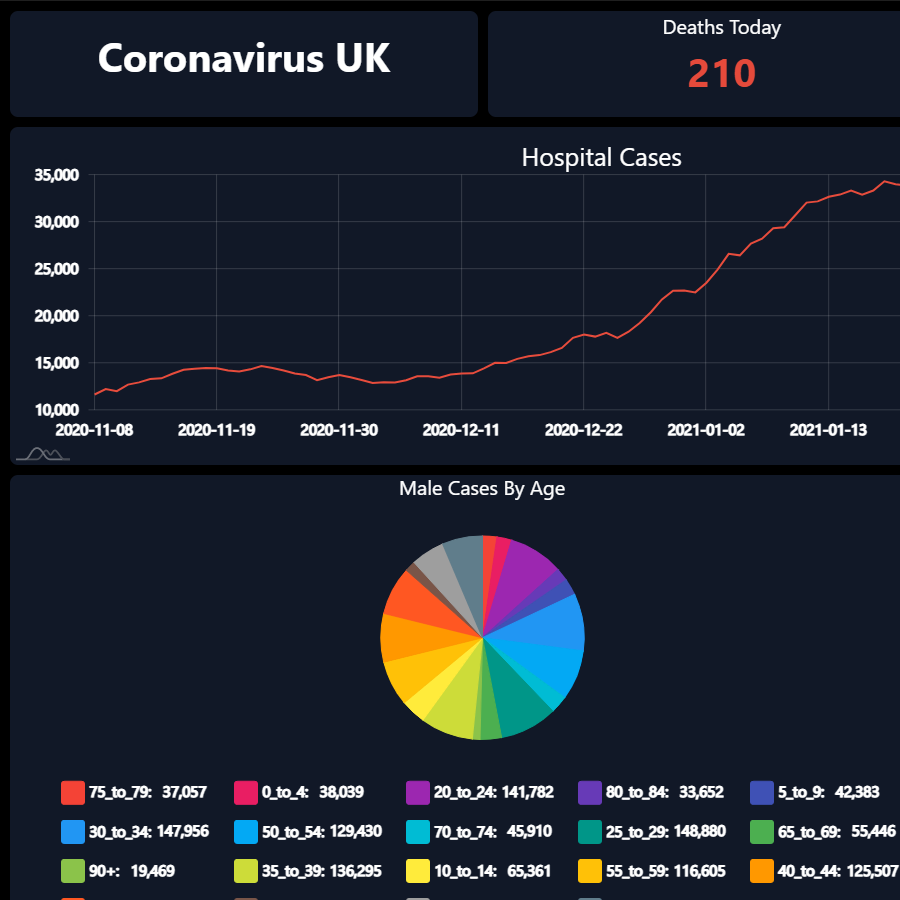 Coronavirus UK
Deaths Today
210
Hospital Cases
35,000
30,000
25,000
20,000
15,000
10,000
2020-11-08 2020-11-19 2020-11-30 2020-12-11 2020-12-22 2021-01-02 2021-01-13
Male Cases By Age
75_to_79: 37,057 0_to_4: 38,039 20_to_24: 141,782 80_to_84: 33,652 5_to_9: 42,383
30_to_34: 147,956 50_to_54: 129,430 70_to_74: 45,910 25_to_29: 148,880 65_to_69: 55,446
90+: 19,469 35_to_39: 136,295 10_to_14: 65,361 55_to_59: 116,605 40_to_44: 125,507